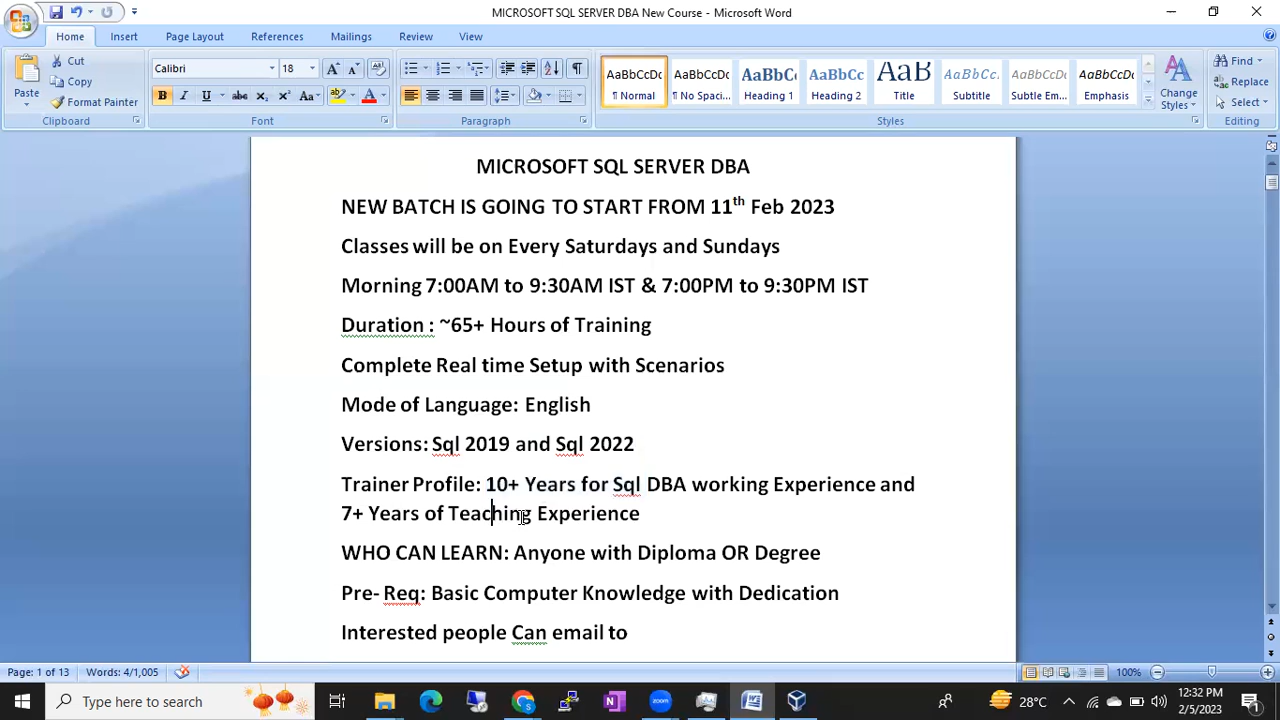 MICROSOFT SQL SERVER DBA New Course - Microsoft Word
Home Insert Page Layout References Mailings Review View
Paste
Cut
Copy
Format Painter
Clipboard
Calibri 18
Font
Paragraph
AaBbCcDc AaBbCcDc AaBbCc AaBbCc AaB AaBbCc AaBbCcDc AaBbCcDc
¶ Normal ¶ No Spaci... Heading 1 Heading 2 Title Subtitle Subtle Em... Emphasis
Styles
Change Styles
Find
Replace
Select
Editing
MICROSOFT SQL SERVER DBA
NEW BATCH IS GOING TO START FROM 11th Feb 2023
Classes will be on Every Saturdays and Sundays
Morning 7:00AM to 9:30AM IST & 7:00PM to 9:30PM IST
Duration : ~65+ Hours of Training
Complete Real time Setup with Scenarios
Mode of Language: English
Versions: Sql 2019 and Sql 2022
Trainer Profile: 10+ Years for Sql DBA working Experience and
7+ Years of Teaching Experience
WHO CAN LEARN: Anyone with Diploma OR Degree
Pre- Req: Basic Computer Knowledge with Dedication
Interested people Can email to
Page: 1 of 13 Words: 4/1,005 100%
Type here to search
28°C
12:32 PM
2/5/2023